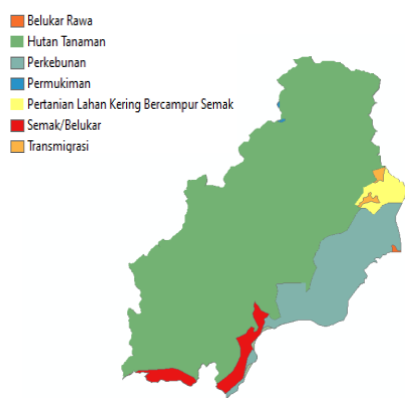 Belukar Rawa
Hutan Tanaman
Perkebunan
Permukiman
Pertanian Lahan Kering Bercampur Semak
Semak/Belukar
Transmigrasi